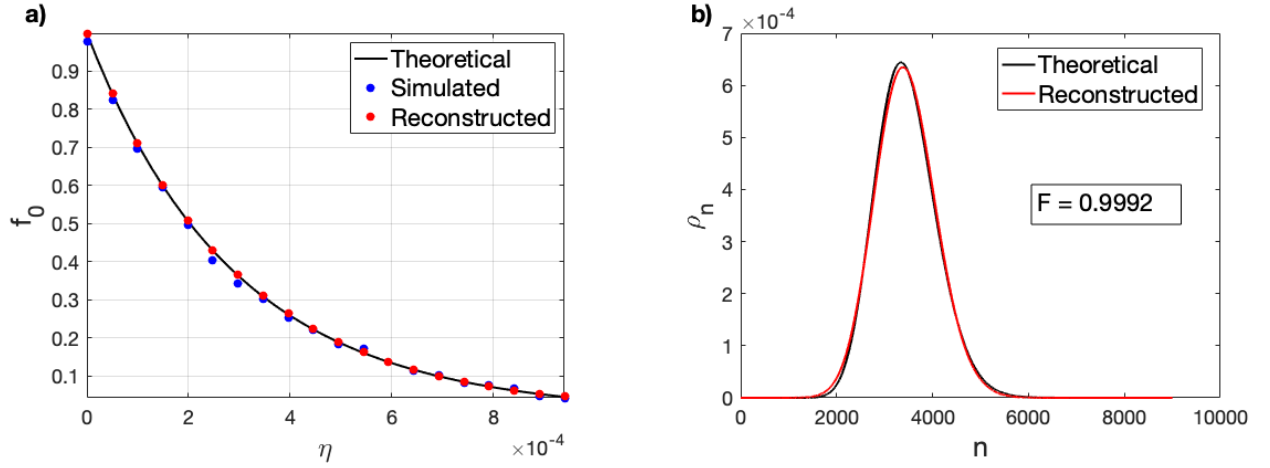 a)
Theoretical
Simulated
Reconstructed
0.9
0.8
0.7
0.6
0.5
0.4
0.3
0.2
0.1
f0
0
2
4
6
8
×10-4
η
b)
×10-4
7
6
5
4
3
2
1
0
ρn
Theoretical
Reconstructed
F = 0.9992
0
2000
4000
6000
8000
10000
n